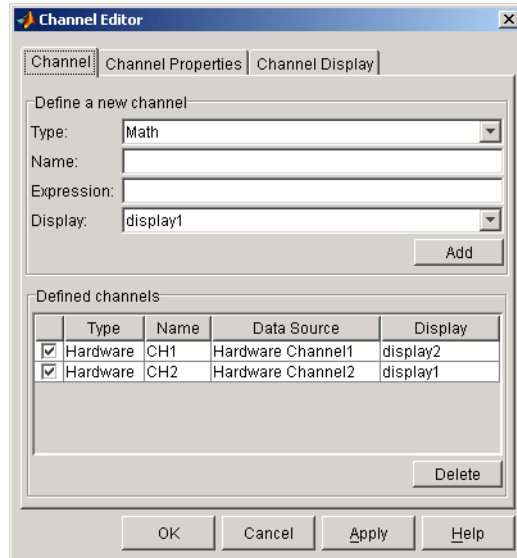 Channel Editor
Channel Channel Properties Channel Display
Define a new channel
Type: Math
Name:
Expression:
Display: display1
Add
Defined channels
Type Name Data Source Display
Hardware CH1 Hardware Channel1 display2
Hardware CH2 Hardware Channel2 display1
Delete
OK Cancel Apply Help